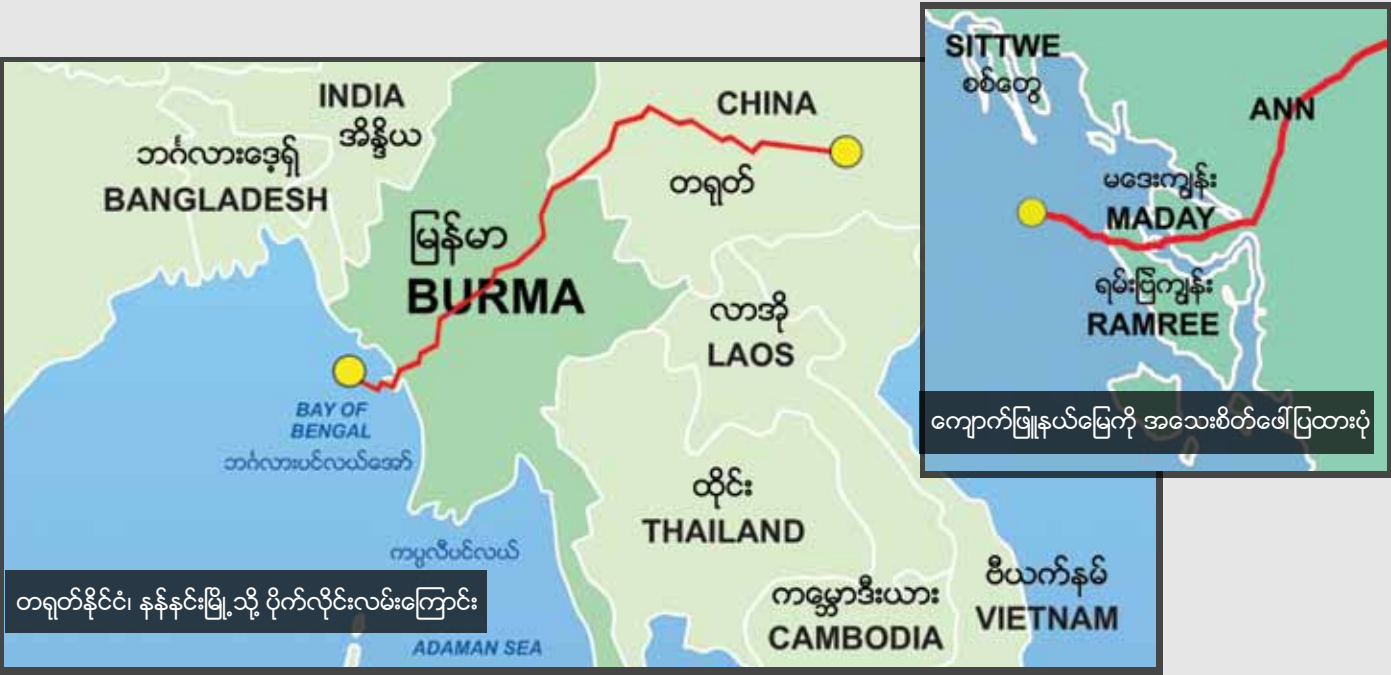 INDIA
အိန္ဒိယ
CHINA
တရုတ်
ဘင်္ဂလားဒေ့ရှ်
BANGLADESH
မြန်မာ
BURMA
လာအို
LAOS
BAY OF
BENGAL
ဘင်္ဂလားပင်လယ်အော်
ထိုင်း
THAILAND
ကပ္ပလီပင်လယ်
ကမ္ဘောဒီးယား
CAMBODIA
ဗီယက်နမ်
VIETNAM
တရုတ်နိုင်ငံ၊ နန်နင်းမြို့သို့ ပိုက်လိုင်းလမ်းကြောင်း
ADAMAN SEA
SITTWE
စစ်တွေ
ANN
မဒေးကျွန်း
MADAY
ရမ်းဗြဲကျွန်း
RAMREE
ကျောက်ဖြူနယ်မြေကို အသေးစိတ်ဖေါ်ပြထားပုံ